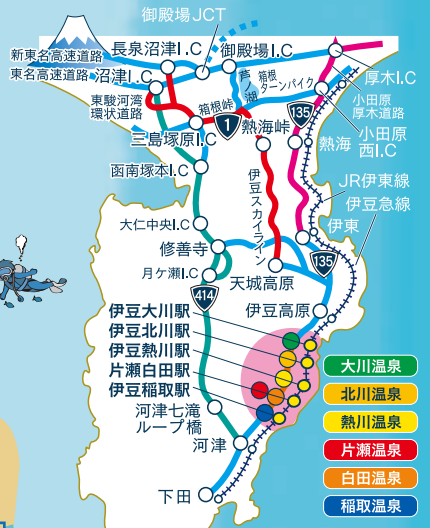 御殿場JCT
新東名高速道路
長泉沼津I.C
御殿場I.C
東名高速道路
沼津I.C
芦ノ湖
箱根
ターンパイク
厚木I.C
小田原
厚木道路
東駿河湾
環状道路
箱根峠
1
135
小田原
西I.C
三島塚原I.C
熱海峠
熱海
函南塚本I.C
伊豆スカイライン
JR伊東線
伊豆急線
大仁中央I.C
伊東
修善寺
135
月ケ瀬I.C
天城高原
414
伊豆高原
伊豆大川駅
伊豆北川駅
伊豆熱川駅
片瀬白田駅
伊豆稲取駅
大川温泉
北川温泉
熱川温泉
片瀬温泉
白田温泉
稲取温泉
河津七滝
ループ橋
河津
下田